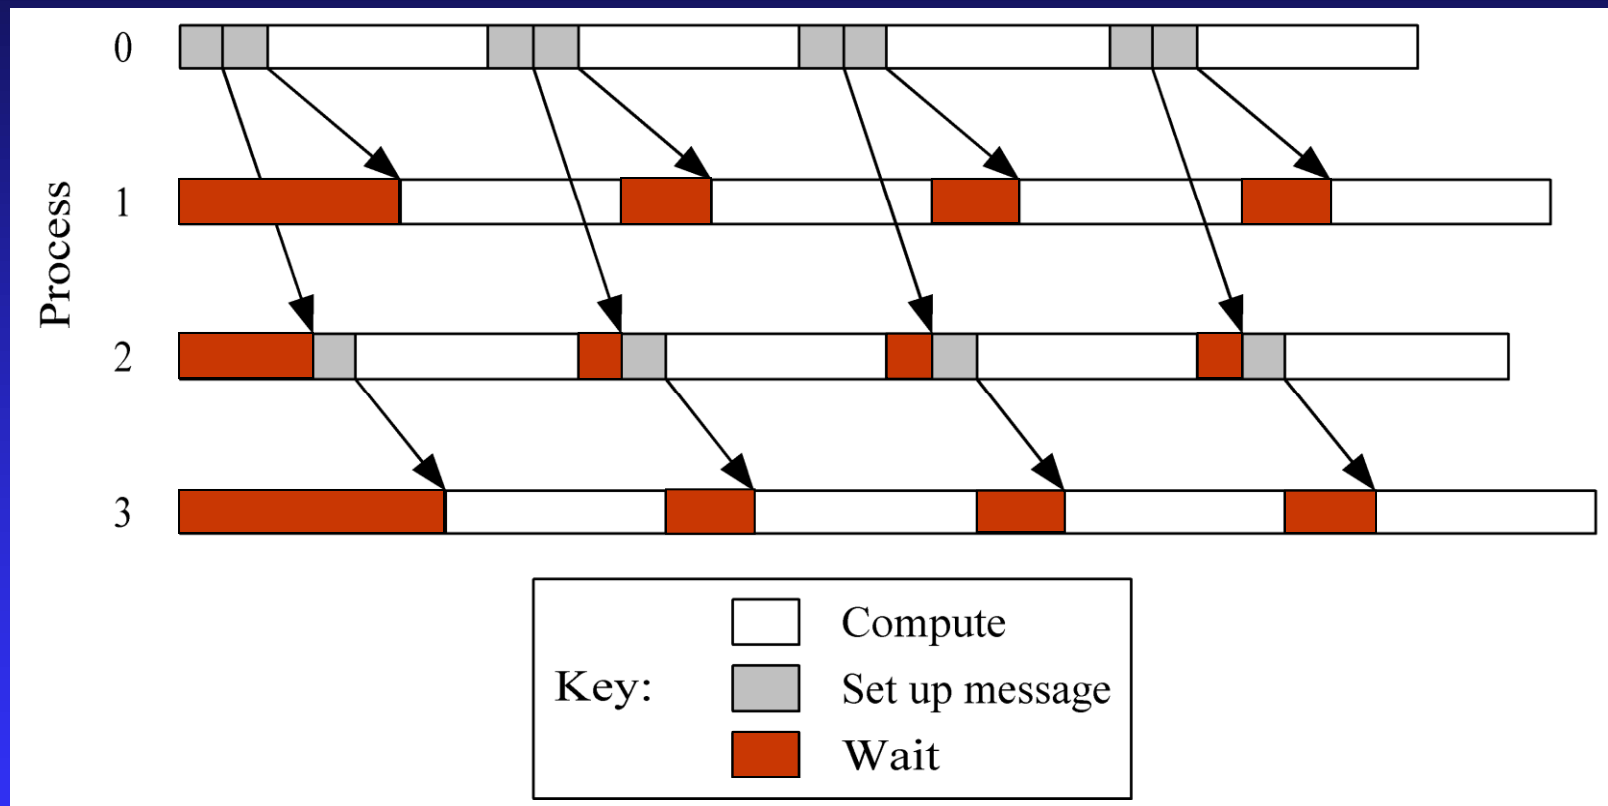 0
1
Process
2
3
Compute
Key:
Set up message
Wait